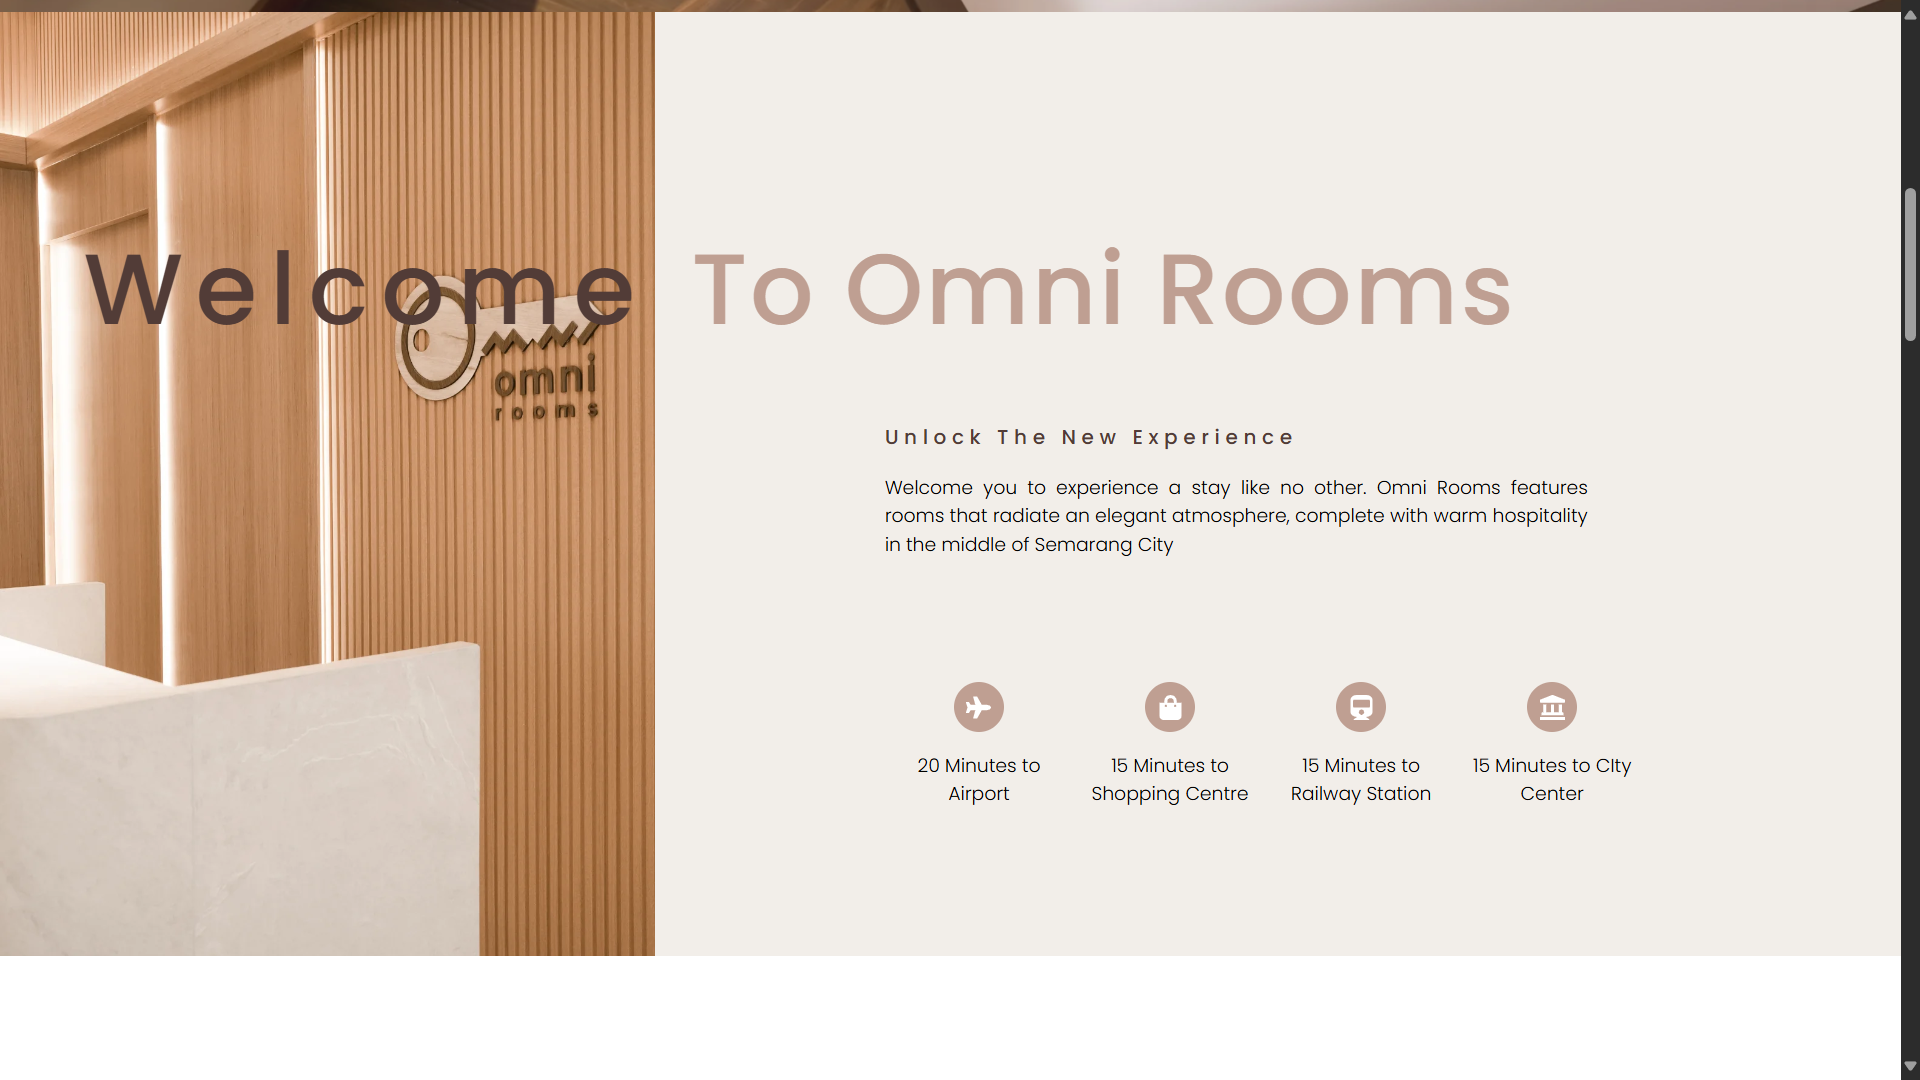 Welcome To Omni Rooms
omni
rooms
Unlock The New Experience
Welcome you to experience a stay like no other. Omni Rooms features
rooms that radiate an elegant atmosphere, complete with warm hospitality
in the middle of Semarang City
20 Minutes to
Airport
15 Minutes to
Shopping Centre
15 Minutes to
Railway Station
15 Minutes to CIty
Center